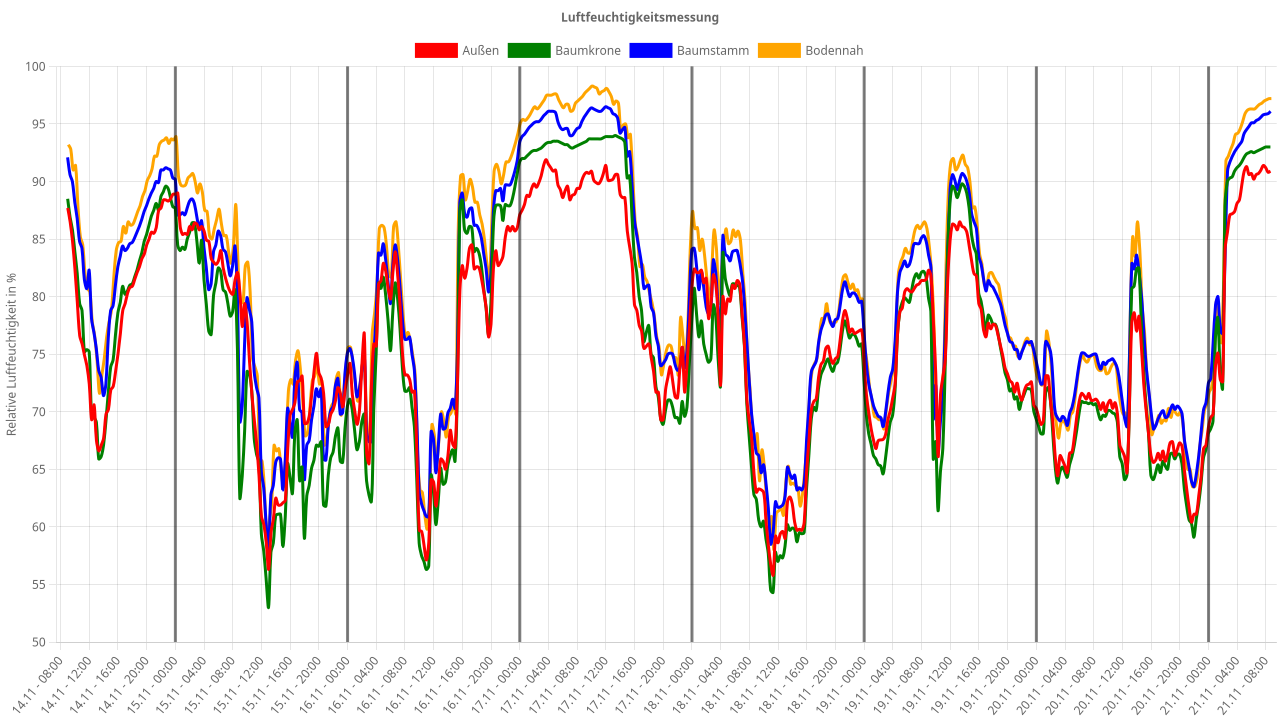 Luftfeuchtigkeitsmessung
Außen Baumkrone Baumstamm Bodennah
Relative Luftfeuchtigkeit in %
100
95
90
85
80
75
70
65
60
55
50
14.11 - 08:00
14.11 - 12:00
14.11 - 16:00
14.11 - 20:00
15.11 - 00:00
15.11 - 04:00
15.11 - 08:00
15.11 - 12:00
15.11 - 16:00
15.11 - 20:00
16.11 - 00:00
16.11 - 04:00
16.11 - 08:00
16.11 - 12:00
16.11 - 16:00
16.11 - 20:00
17.11 - 00:00
17.11 - 04:00
17.11 - 08:00
17.11 - 12:00
17.11 - 16:00
17.11 - 20:00
18.11 - 00:00
18.11 - 04:00
18.11 - 08:00
18.11 - 12:00
18.11 - 16:00
18.11 - 20:00
19.11 - 00:00
19.11 - 04:00
19.11 - 08:00
19.11 - 12:00
19.11 - 16:00
19.11 - 20:00
20.11 - 00:00
20.11 - 04:00
20.11 - 08:00
20.11 - 12:00
20.11 - 16:00
20.11 - 20:00
21.11 - 00:00
21.11 - 04:00
21.11 - 08:00